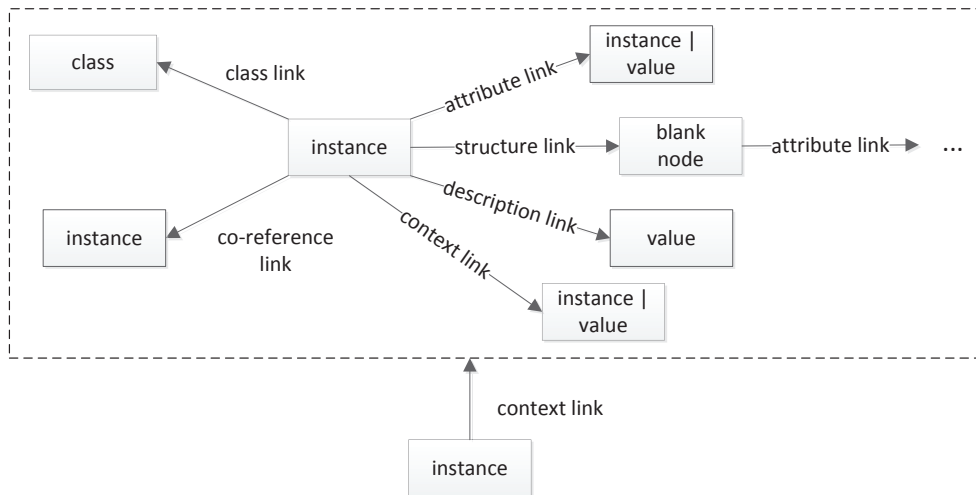 class
class link
instance
attribute link
instance |
value
structure link
blank
node
attribute link
...
description link
value
context link
instance |
value
co-reference
link
instance
context link
instance